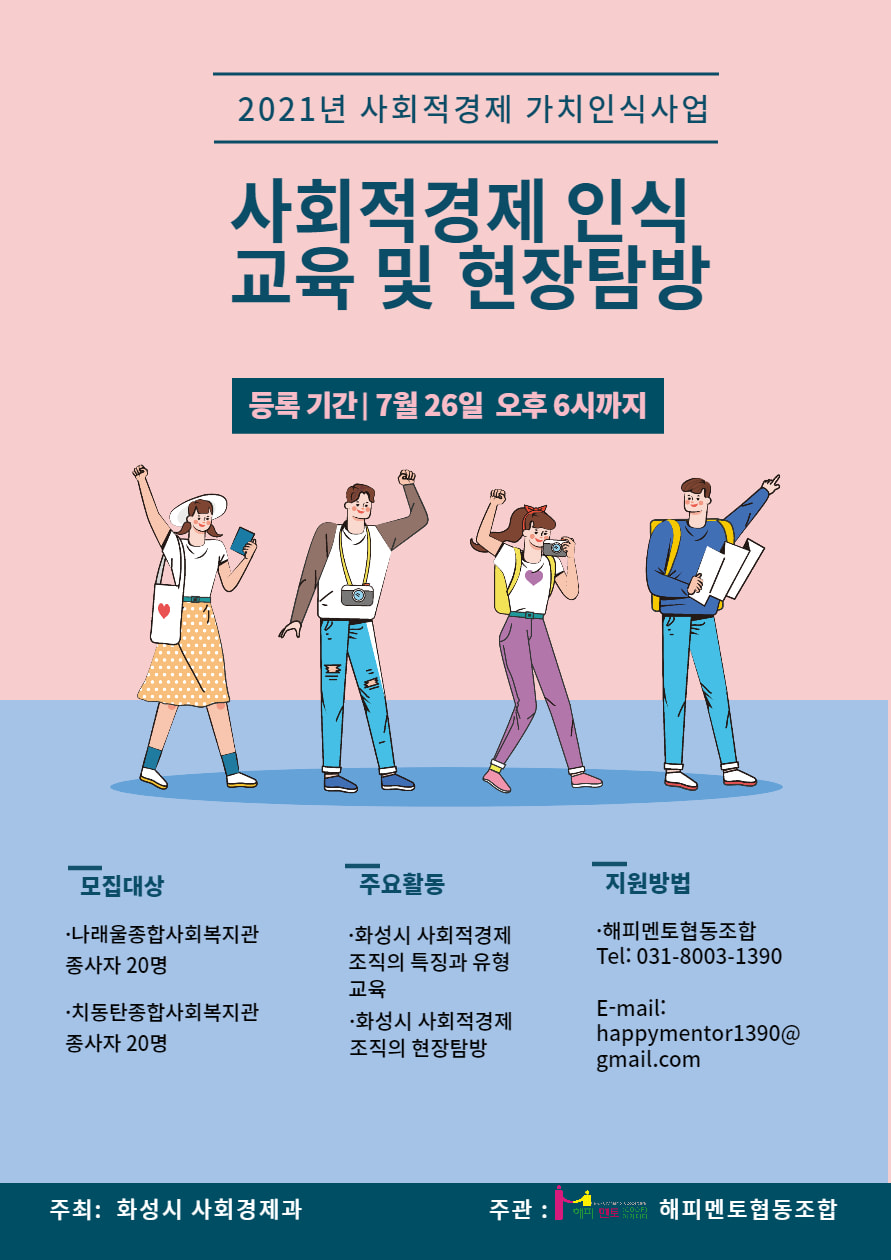 2021년 사회적경제 가치인식사업
사회적경제 인식
교육 및 현장탐방
등록 기간| 7월 26일 오후 6시까지
모집대상
·나래울종합사회복지관
종사자 20명
·치동탄종합사회복지관
종사자 20명
주요활동
·화성시 사회적경제
조직의 특징과 유형
교육
·화성시 사회적경제
조직의 현장탐방
지원방법
·해피멘토협동조합
Tel: 031-8003-1390
E-mail:
happymentor1390@
gmail.com
주최: 화성시 사회경제과
주관 : 해피 멘토 해피멘토협동조합